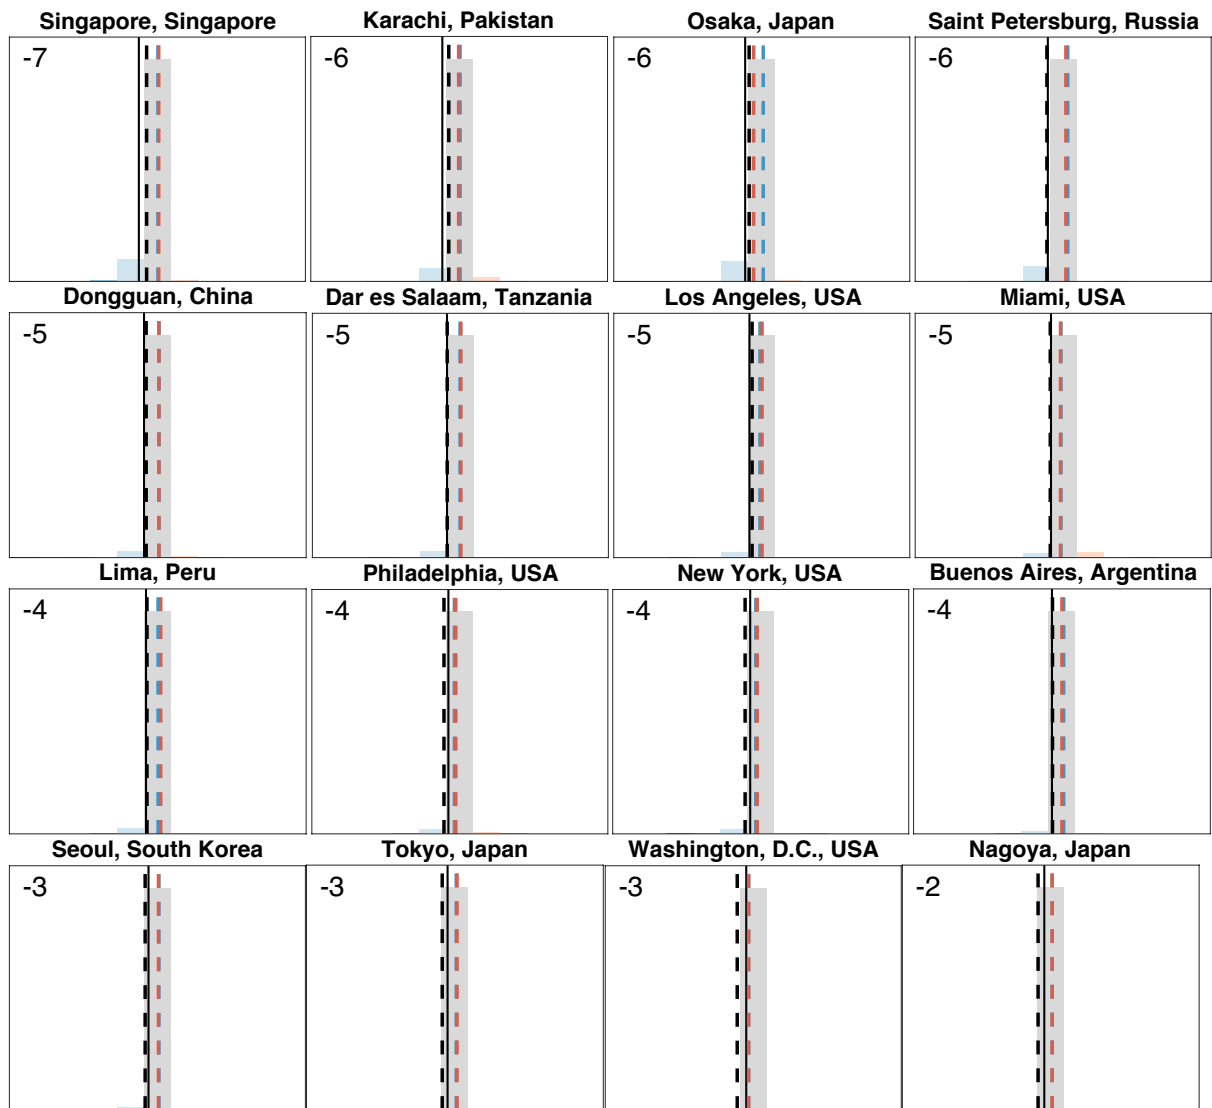 Singapore, Singapore
Karachi, Pakistan
Osaka, Japan
Saint Petersburg, Russia
-7
-6
-6
-6
Dongguan, China
Dar es Salaam, Tanzania
Los Angeles, USA
Miami, USA
-5
-5
-5
-5
Lima, Peru
Philadelphia, USA
New York, USA
Buenos Aires, Argentina
-4
-4
-4
-4
Seoul, South Korea
Tokyo, Japan
Washington, D.C., USA
Nagoya, Japan
-3
-3
-3
-2